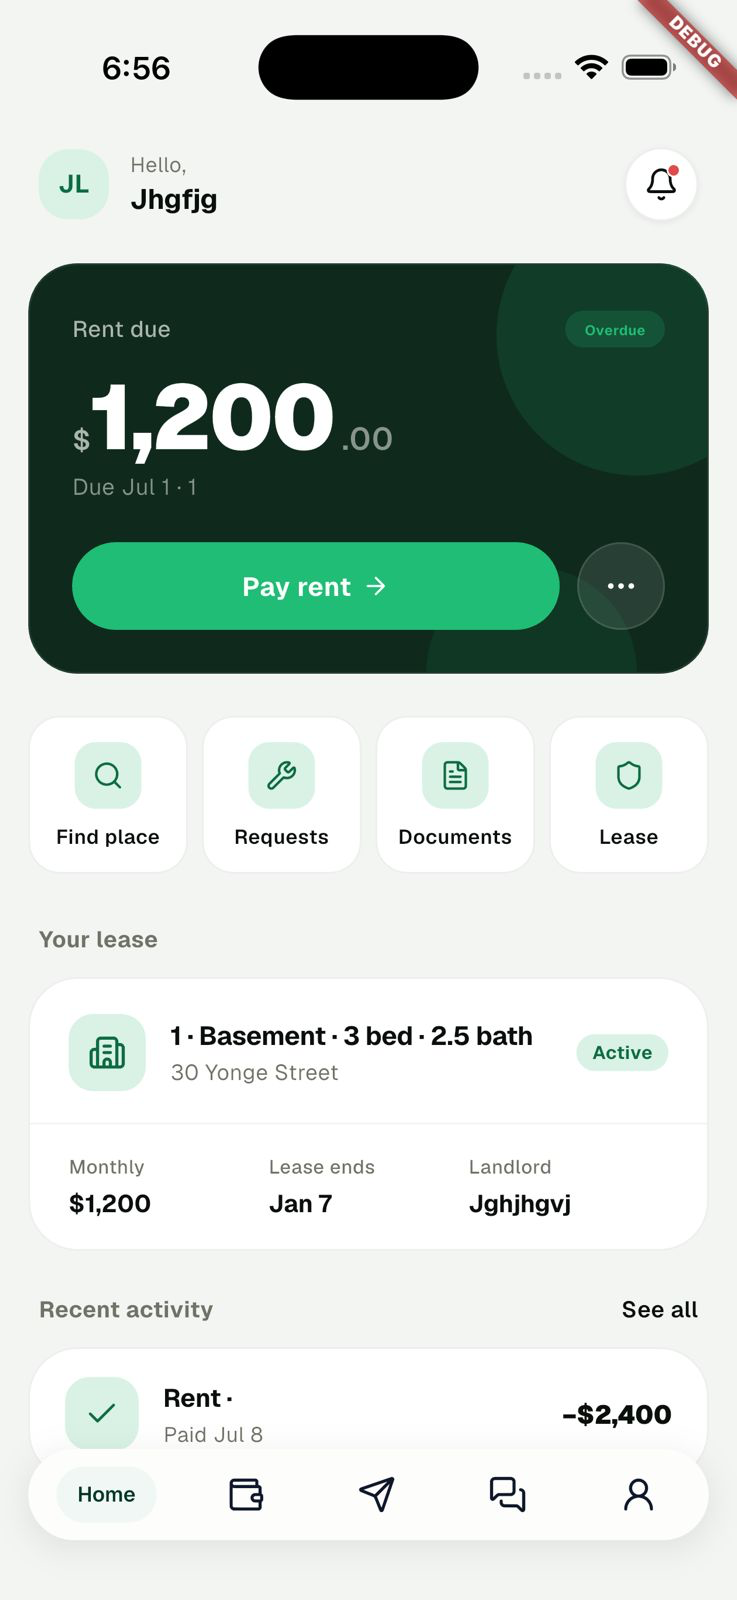 6:56
DEBUG
JL
Hello,
Jhgfjg
Rent due
Overdue
$1,200.00
Due Jul 1 · 1
Pay rent →
Find place
Requests
Documents
Lease
Your lease
1 · Basement · 3 bed · 2.5 bath
30 Yonge Street
Active
Monthly
Lease ends
Landlord
$1,200
Jan 7
Jghjhgvj
Recent activity
See all
Rent ·
Paid Jul 8
–$2,400
Home